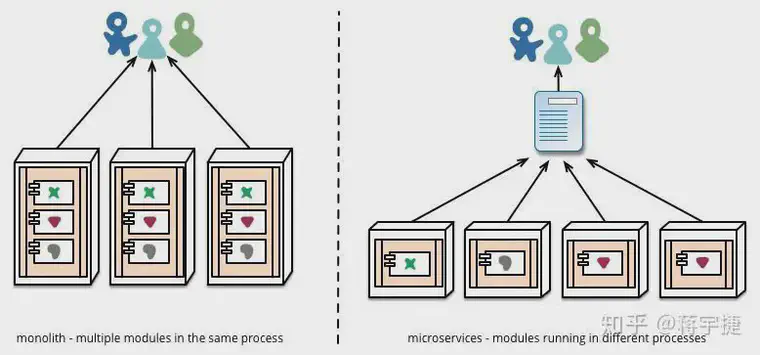 monolith - multiple modules in the same process
microservices - modules running in different processes
知乎 @蒋宇捷